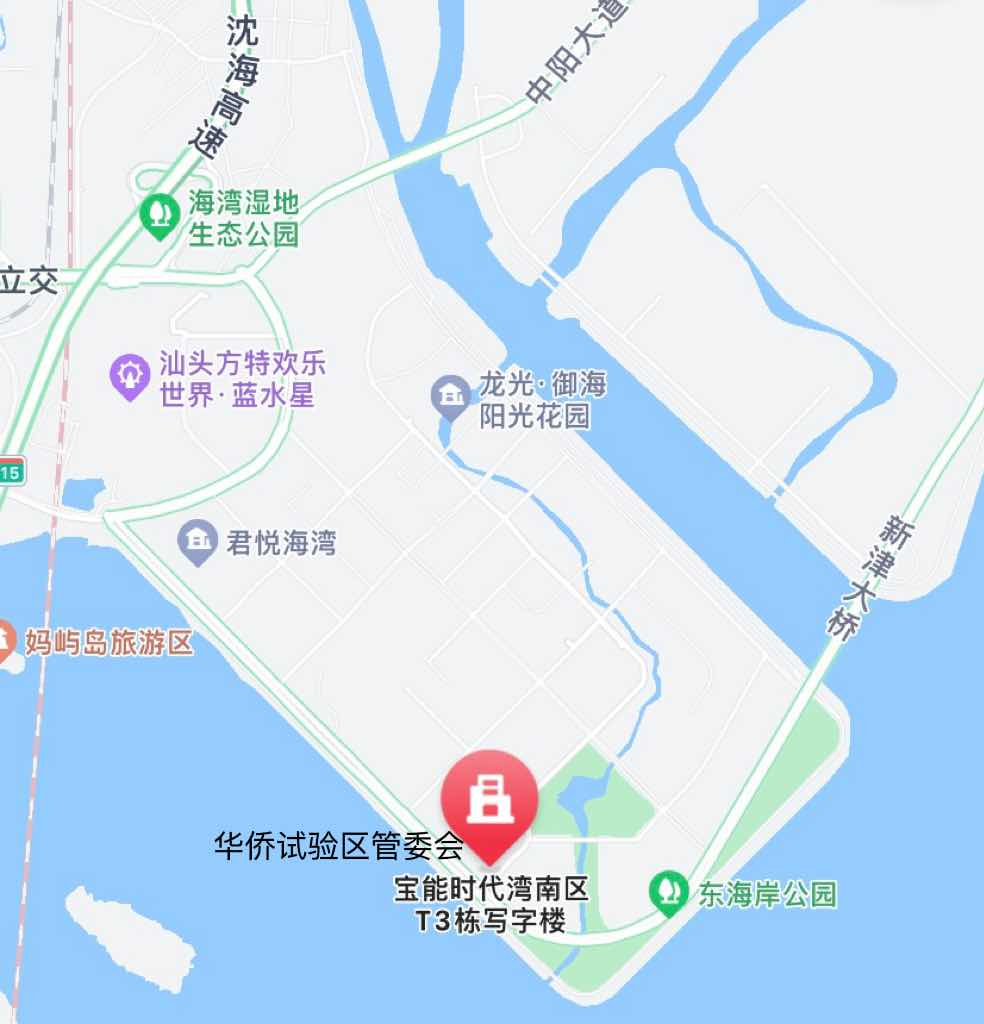 沈海高速
中阳大道
海湾湿地
生态公园
立交
汕头方特欢乐
世界·蓝水星
龙光·御海
阳光花园
15
新津大桥
君悦海湾
妈屿岛旅游区
华侨试验区管委会
宝能时代湾南区
T3栋写字楼
东海岸公园